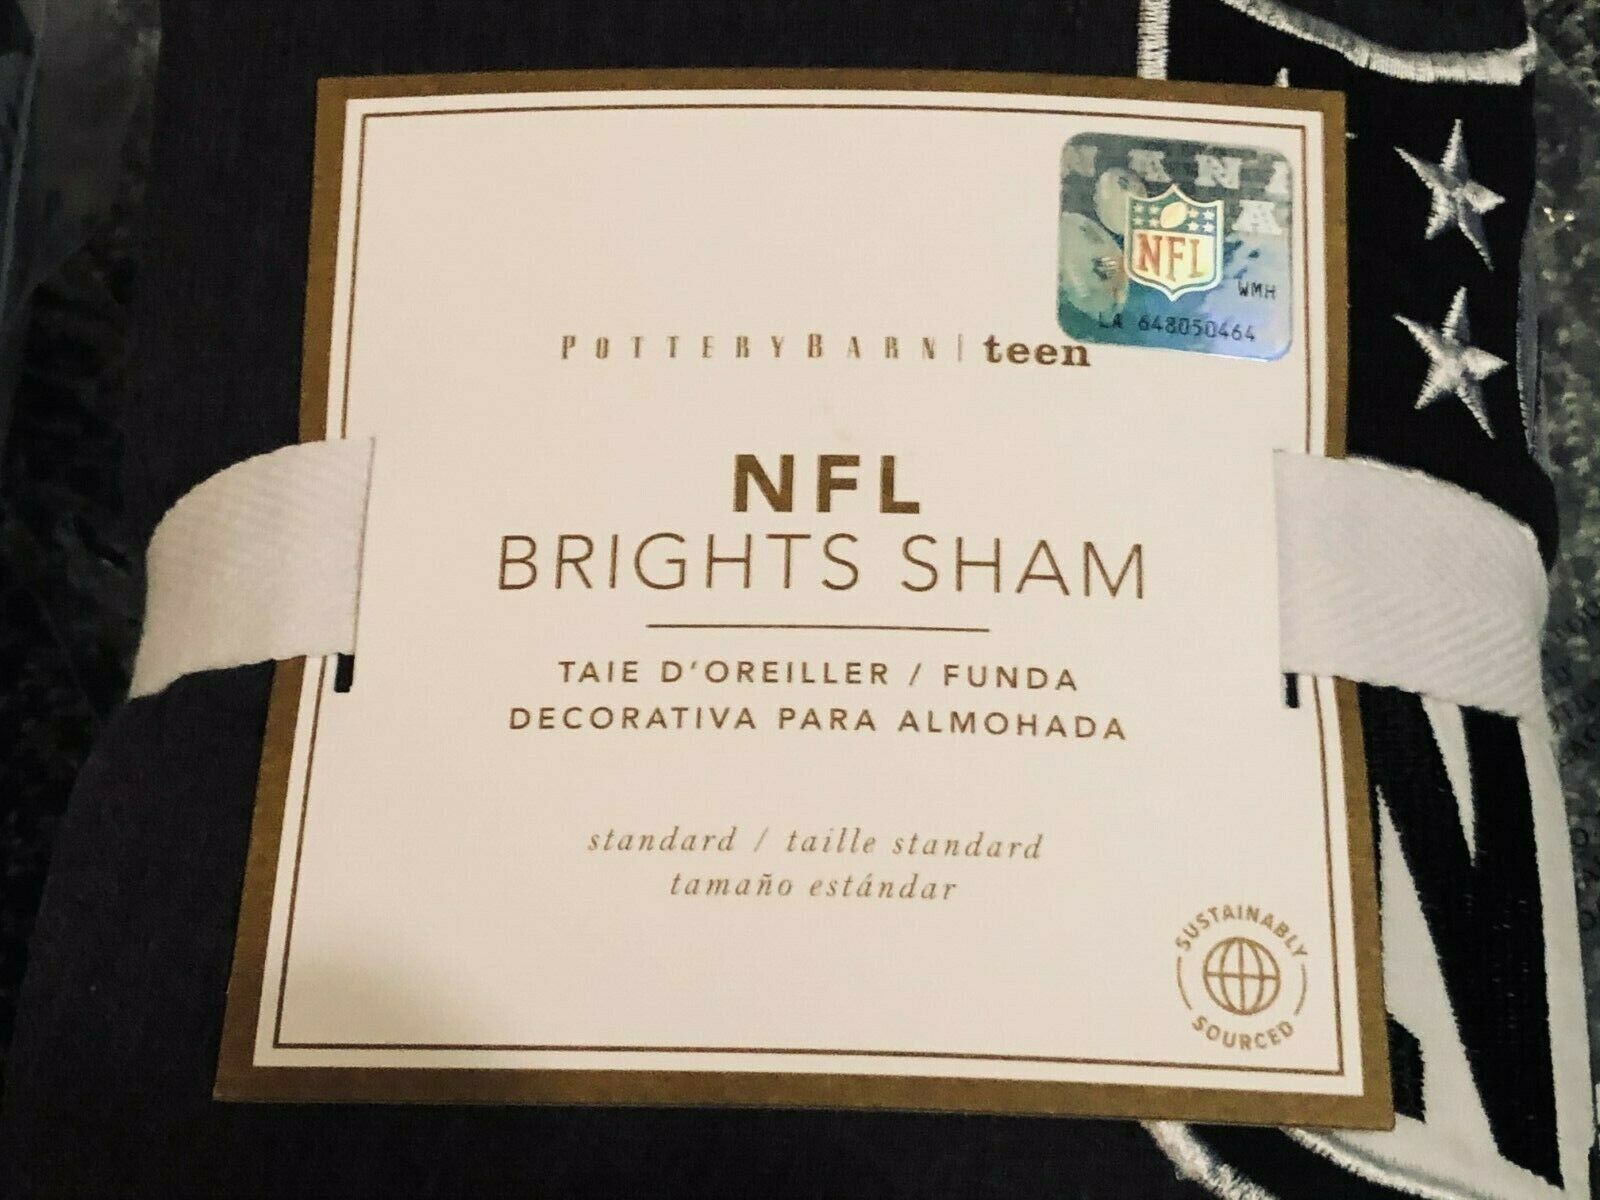 NFL
WMH
LA 648050464
POTTERYBARN | teen
NFL
BRIGHTS SHAM
TAIE D'OREILLER / FUNDA
DECORATIVA PARA ALMOHADA
standard / taille standard
tamaño estándar
SUSTAINABLY
SOURCED